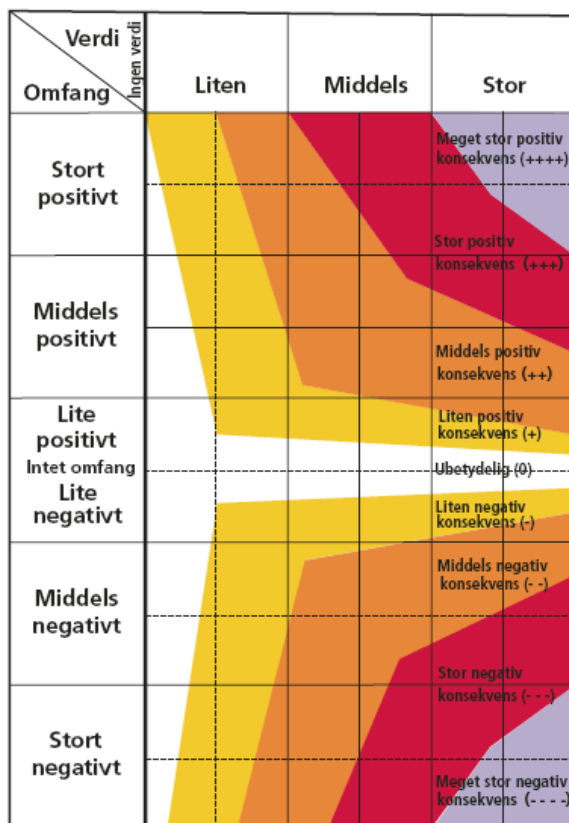 Verdi
Ingen verdi
Omfang
Liten
Middels
Stor
Stort
positivt
Meget stor positiv
konsekvens (++++)
Stor positiv
konsekvens (+++)
Middels
positivt
Middels positiv
konsekvens (++)
Lite
positivt
Liten positiv
konsekvens (+)
Intet omfang
Ubetydelig (0)
Lite
negativt
Liten negativ
konsekvens (-)
Middels
negativt
Middels negativ
konsekvens (- -)
Stor negativ
konsekvens (- - -)
Stort
negativt
Meget stor negativ
konsekvens (- - - -)